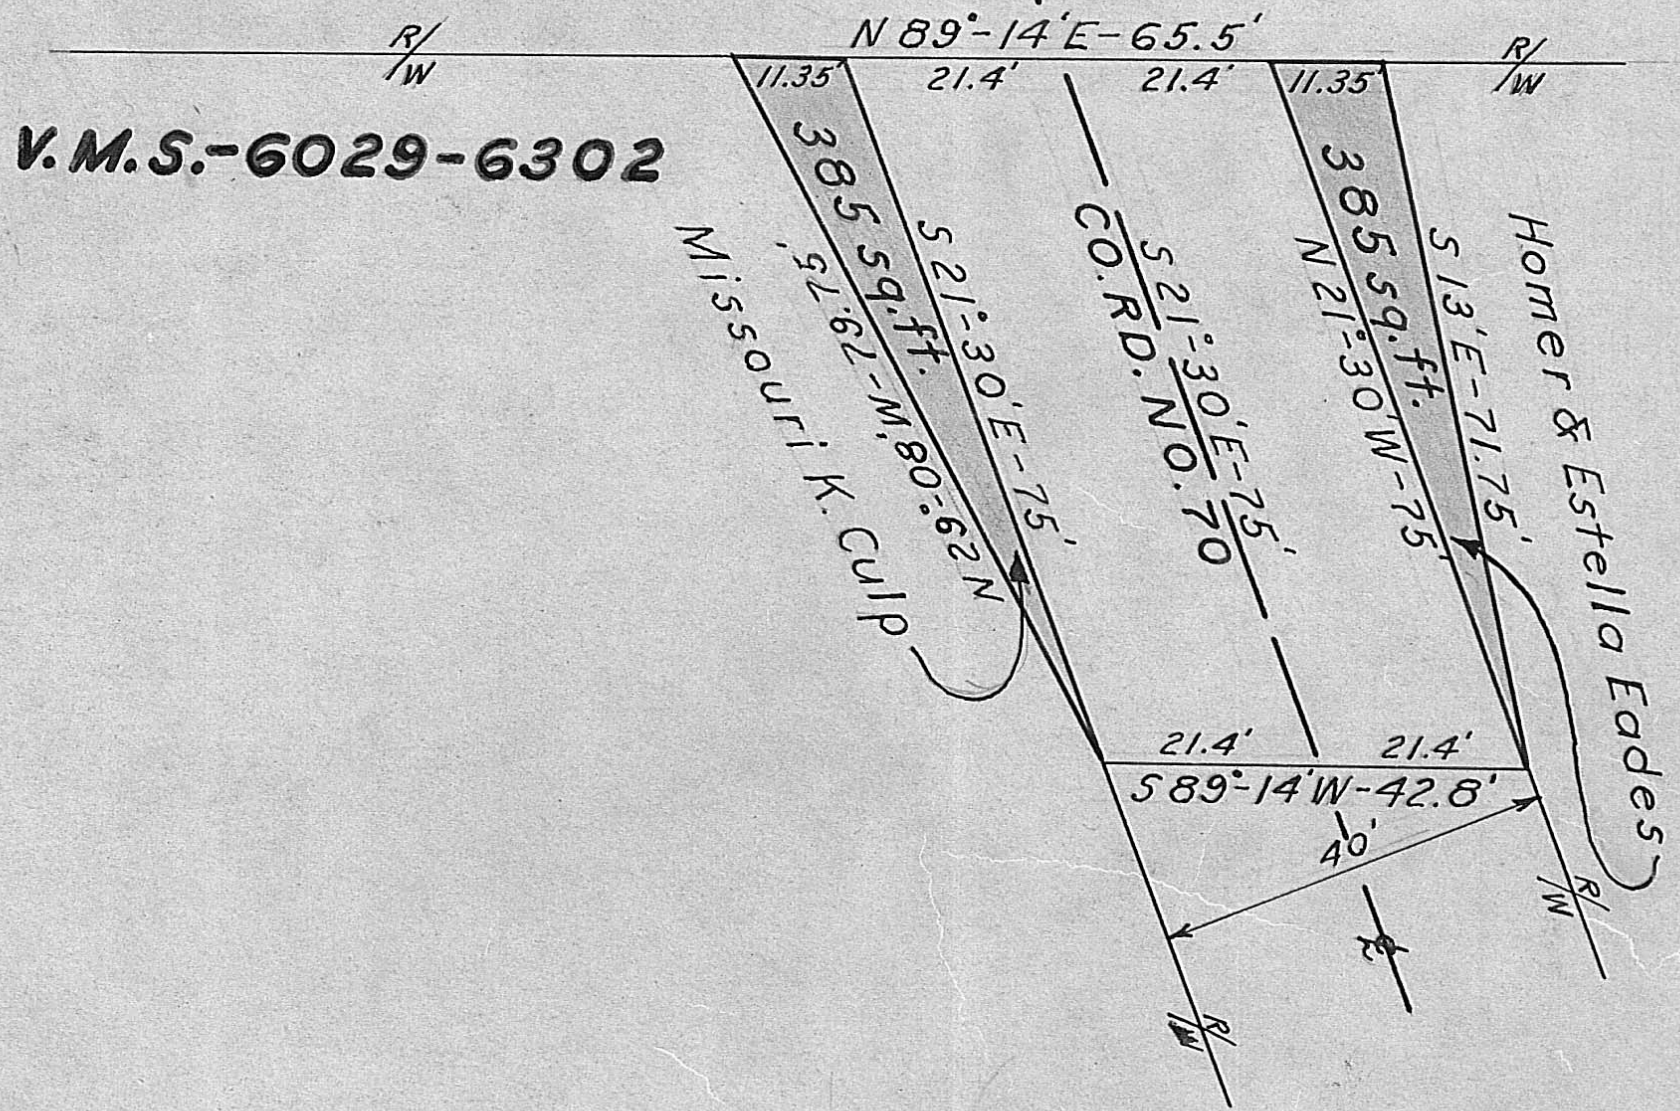 N 89°-14'E-65.5'
R/W
R/W
11.35'
21.4'
21.4'
11.35'
V.M.S.-6029-6302
385 sq.ft.
385 sq.ft.
S 21°-30'E-75'
S 21°-30'E-75'
CO. RD. NO. 70
N 21°-30'W-75'
S 13'E-71.75'
N 29°-08'W-79.75'
Missouri K. Culp
Homer & Estella Eades
21.4'
21.4'
S 89°-14'W-42.8'
40'
R/W
R/W